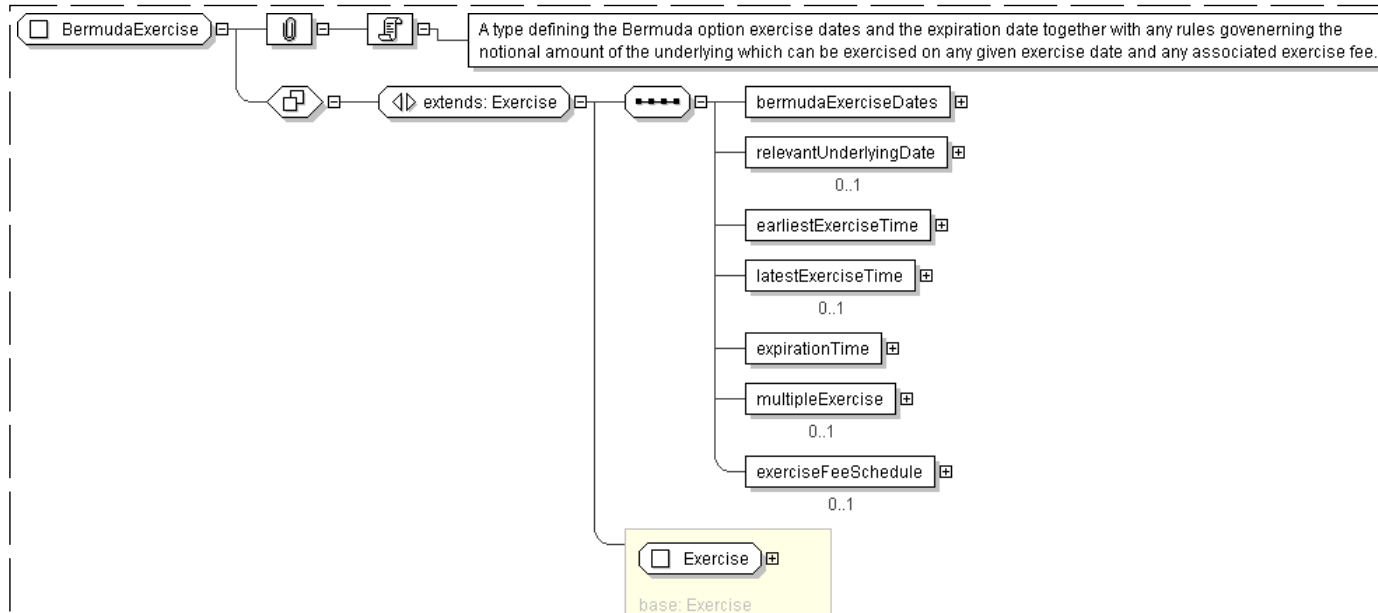 BermudaExercise
A type defining the Bermuda option exercise dates and the expiration date together with any rules govenerning the
notional amount of the underlying which can be exercised on any given exercise date and any associated exercise fee.
extends: Exercise
bermudaExerciseDates
relevantUnderlyingDate
0..1
earliestExerciseTime
latestExerciseTime
0..1
expirationTime
multipleExercise
0..1
exerciseFeeSchedule
0..1
Exercise
base: Exercise